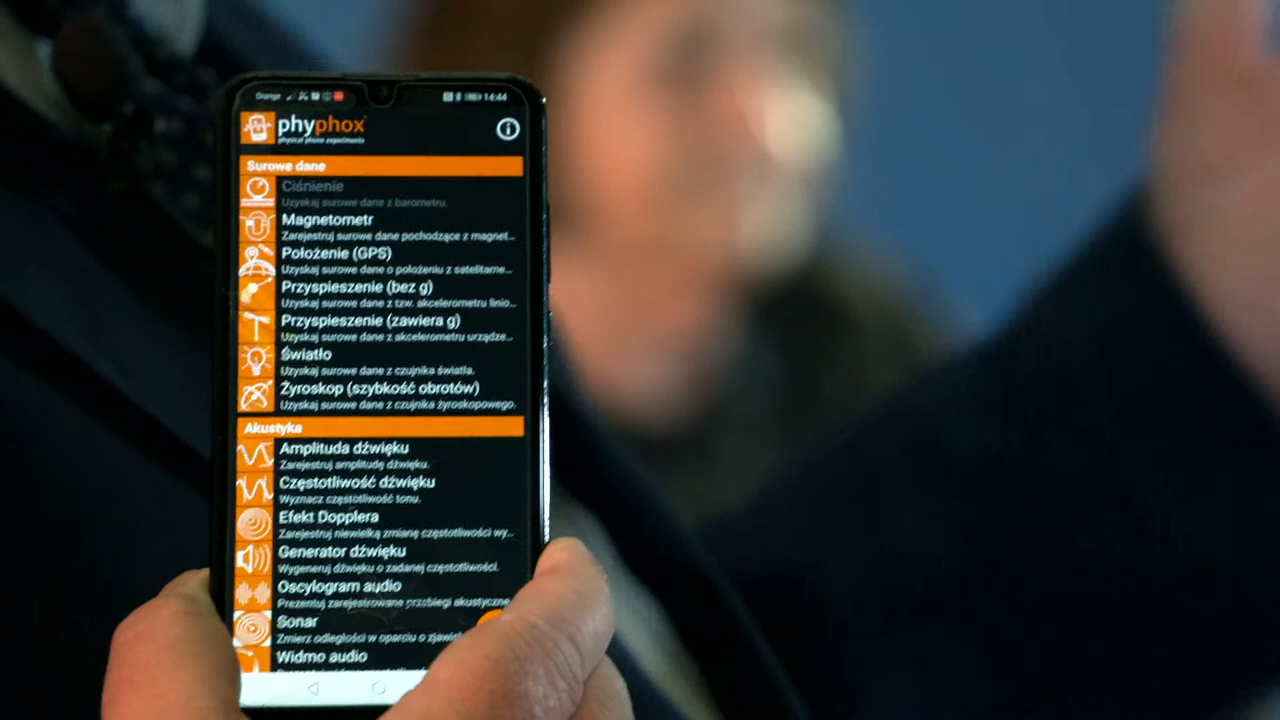 Orange
14:44
phyphox
physical phone experiments
Surowe dane
Ciśnienie
Uzyskaj surowe dane z barometru.
Magnetometr
Zarejestruj surowe dane pochodzące z magnet...
Położenie (GPS)
Uzyskaj surowe dane o położeniu z satelitarne...
Przyspieszenie (bez g)
Uzyskaj surowe dane z tzw. akcelerometru linio...
Przyspieszenie (zawiera g)
Uzyskaj surowe dane z akcelerometru urządze...
Światło
Uzyskaj surowe dane z czujnika światła.
Żyroskop (szybkość obrotów)
Uzyskaj surowe dane z czujnika żyroskopowego.
Akustyka
Amplituda dźwięku
Zarejestruj amplitudę dźwięku.
Częstotliwość dźwięku
Wyznacz częstotliwość tonu.
Efekt Dopplera
Zarejestruj niewielką zmianę częstotliwości wy...
Generator dźwięku
Wygeneruj dźwięku o zadanej częstotliwości.
Oscylogram audio
Prezentuj zarejestrowane przebiegi akustyczne
Sonar
Zmierz odległości w oparciu o zjawisk
Widmo audio